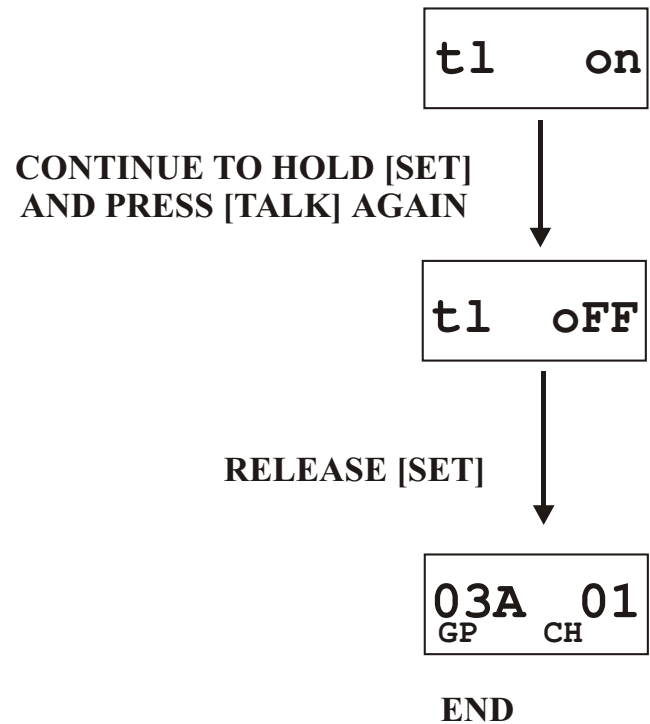 tl on
CONTINUE TO HOLD [SET]
AND PRESS [TALK] AGAIN
tl oFF
RELEASE [SET]
03A 01
GP CH
END